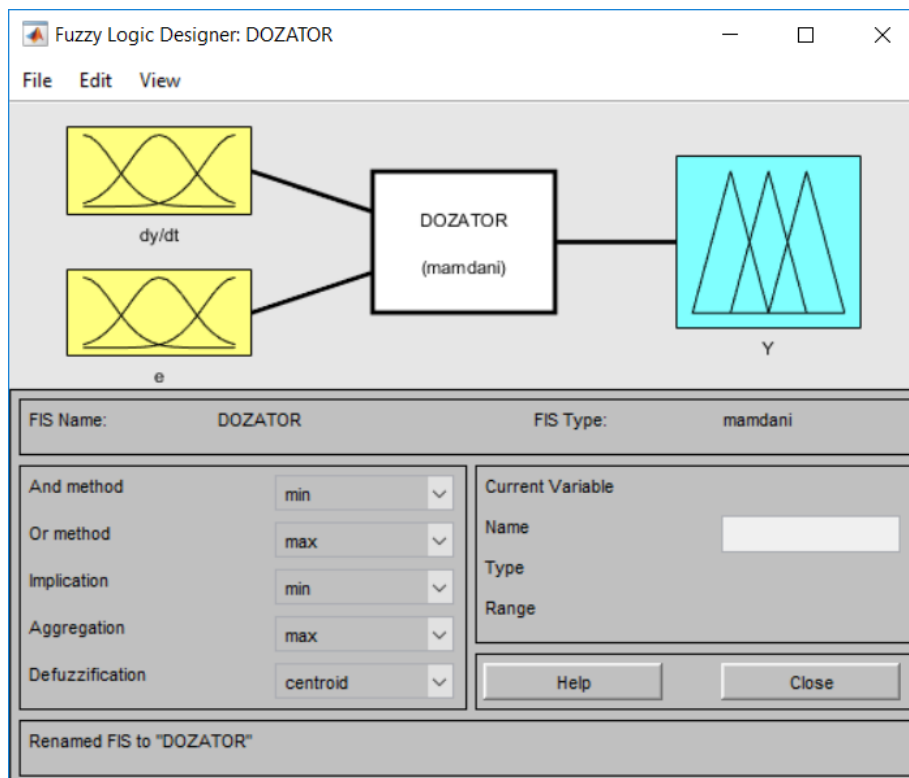 Fuzzy Logic Designer: DOZATOR
File Edit View
dy/dt
e
DOZATOR
(mamdani)
Y
FIS Name: DOZATOR FIS Type: mamdani
And method min
Or method max
Implication min
Aggregation max
Defuzzification centroid
Current Variable
Name
Type
Range
Help Close
Renamed FIS to "DOZATOR"